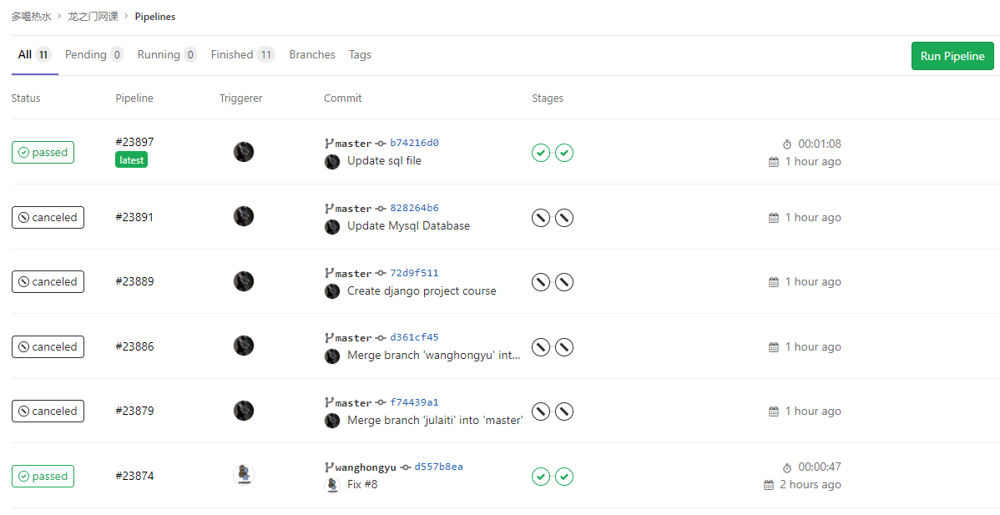 多喝热水 > 龙之门网课 > Pipelines
All 11 Pending 0 Running 0 Finished 11 Branches Tags Run Pipeline
Status Pipeline Triggerer Commit Stages
passed #23897 latest master b74216d0 00:01:08
Update sql file 1 hour ago
canceled #23891 master 828264b6 1 hour ago
Update Mysql Database
canceled #23889 master 72d9f511 1 hour ago
Create django project course
canceled #23886 master d361cf45 1 hour ago
Merge branch 'wanghongyu' int...
canceled #23879 master f74439a1 1 hour ago
Merge branch 'julaiti' into 'master'
passed #23874 wanghongyu d557b8ea 00:00:47
Fix #8 2 hours ago